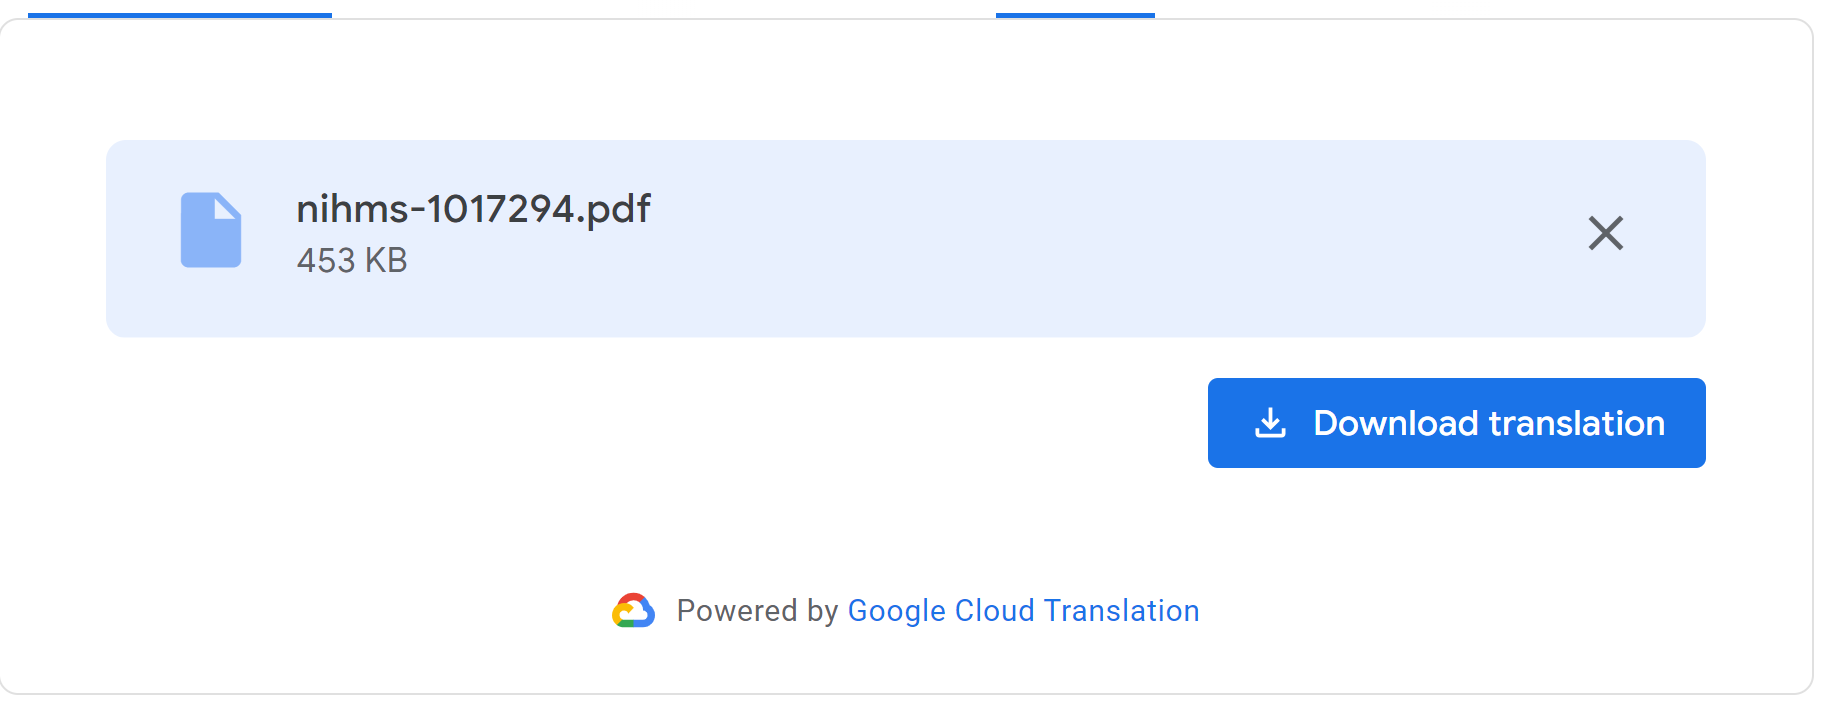 nihms-1017294.pdf
453 KB
Download translation
Powered by Google Cloud Translation